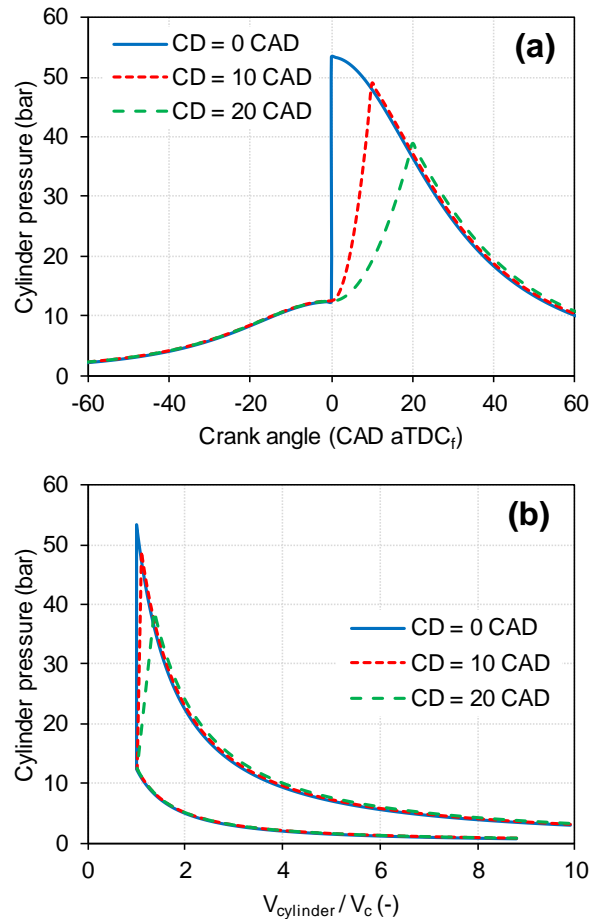 60
50
40
30
20
10
0
Cylinder pressure (bar)
CD = 0 CAD
CD = 10 CAD
CD = 20 CAD
(a)
-60 -40 -20 0 20 40 60
Crank angle (CAD aTDCf)
60
50
40
30
20
10
0
Cylinder pressure (bar)
(b)
CD = 0 CAD
CD = 10 CAD
CD = 20 CAD
0 2 4 6 8 10
Vcylinder / Vc (-)